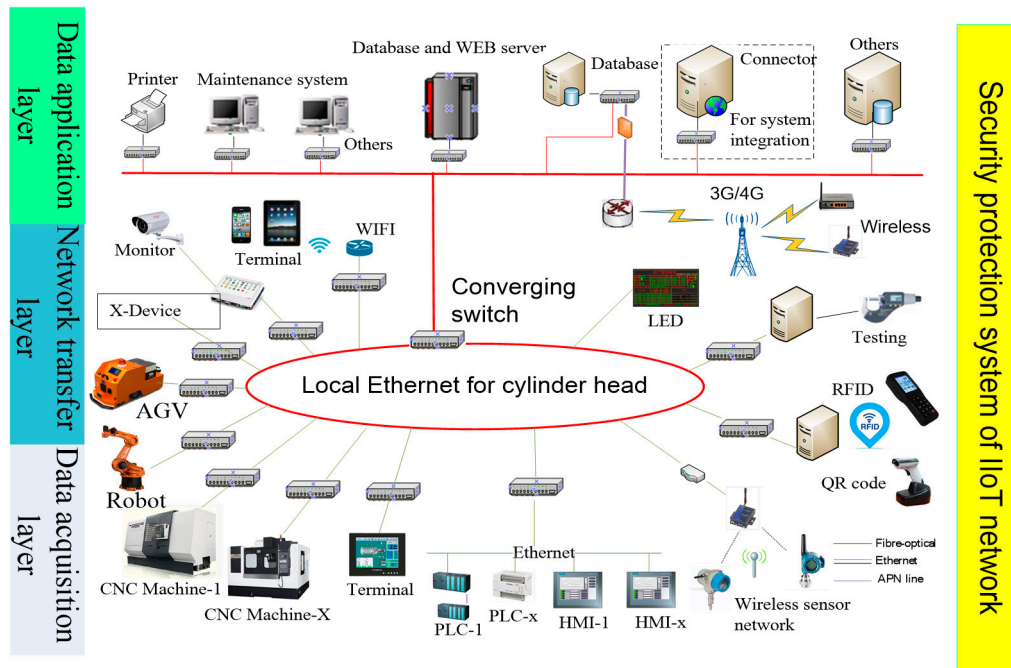 Data application
layer
Network transfer
layer
Data acquisition
layer
Security protection system of IIoT network
Printer
Maintenance system
Others
Database and WEB server
Database
Connector
For system
integration
Others
3G/4G
Wireless
Monitor
Terminal
WIFI
Converging
switch
LED
Testing
X-Device
Local Ethernet for cylinder head
AGV
RFID
RFID
Robot
QR code
CNC Machine-1
CNC Machine-X
Terminal
Ethernet
PLC-1
PLC-x
HMI-1
HMI-x
Wireless sensor
network
Fibre-optical
Ethernet
APN line